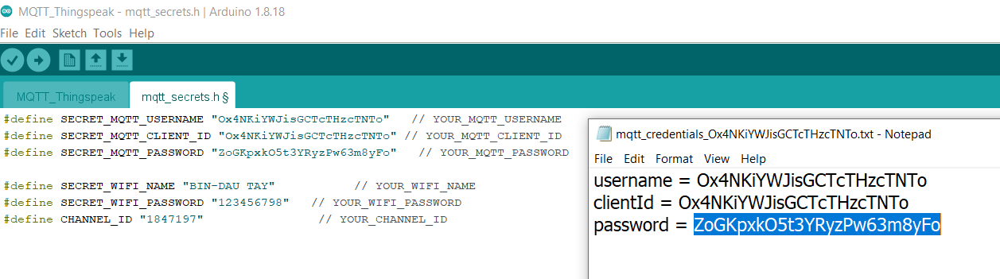 MQTT_Thingspeak - mqtt_secrets.h | Arduino 1.8.18
File Edit Sketch Tools Help
MQTT_Thingspeak mqtt_secrets.h §
#define SECRET_MQTT_USERNAME "Ox4NKiYWJisGCTcTHzcTNTo" // YOUR_MQTT_USERNAME
#define SECRET_MQTT_CLIENT_ID "Ox4NKiYWJisGCTcTHzcTNTo" // YOUR_MQTT_CLIENT_ID
#define SECRET_MQTT_PASSWORD "ZoGKpxkO5t3YRyzPw63m8yFo" // YOUR_MQTT_PASSWORD
#define SECRET_WIFI_NAME "BIN-DAU TAY" // YOUR_WIFI_NAME
#define SECRET_WIFI_PASSWORD "123456798" // YOUR_WIFI_PASSWORD
#define CHANNEL_ID "1847197" // YOUR_CHANNEL_ID
mqtt_credentials_Ox4NKiYWJisGCTcTHzcTNTo.txt - Notepad
File Edit Format View Help
username = Ox4NKiYWJisGCTcTHzcTNTo
clientId = Ox4NKiYWJisGCTcTHzcTNTo
password = ZoGKpxkO5t3YRyzPw63m8yFo